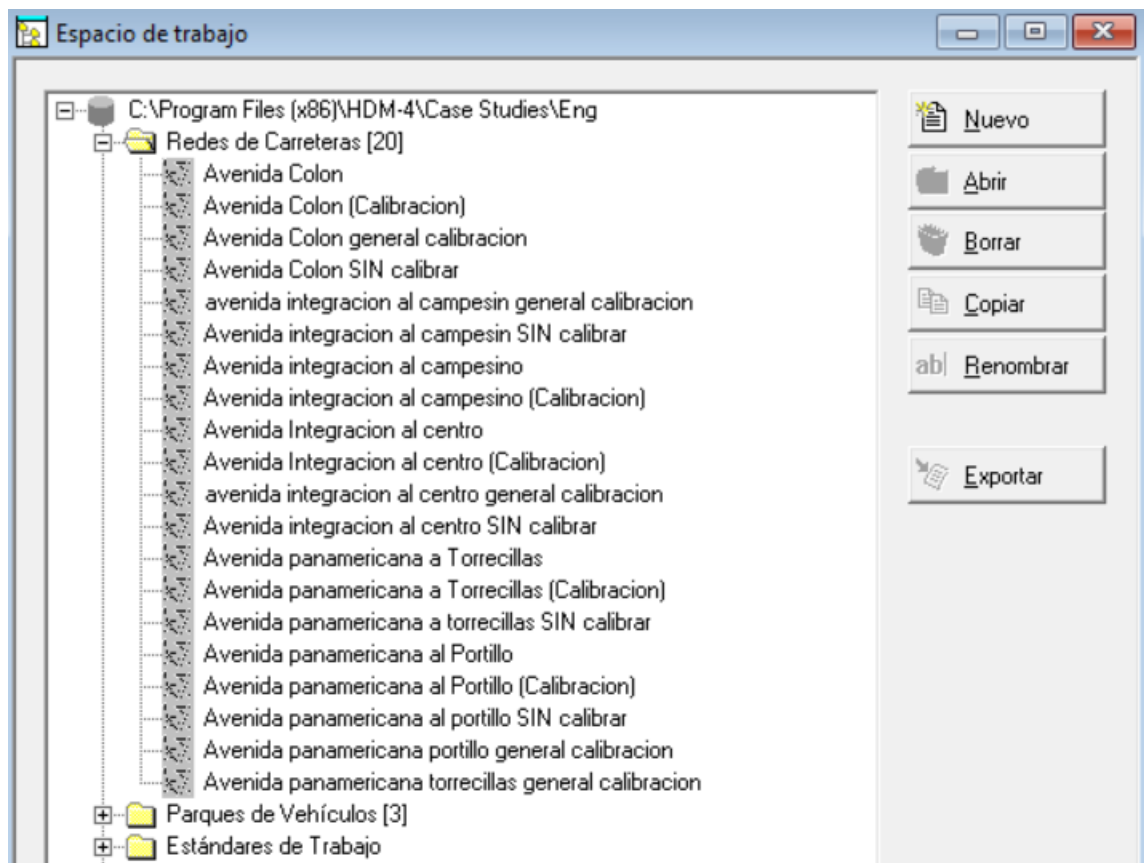 Espacio de trabajo
C:\Program Files (x86)\HDM-4\Case Studies\Eng
Redes de Carreteras [20]
Avenida Colon
Avenida Colon (Calibracion)
Avenida Colon general calibracion
Avenida Colon SIN calibrar
avenida integracion al campesin general calibracion
Avenida integracion al campesin SIN calibrar
Avenida integracion al campesino
Avenida integracion al campesino (Calibracion)
Avenida Integracion al centro
Avenida Integracion al centro (Calibracion)
avenida integracion al centro general calibracion
Avenida integracion al centro SIN calibrar
Avenida panamericana a Torrecillas
Avenida panamericana a Torrecillas (Calibracion)
Avenida panamericana a torrecillas SIN calibrar
Avenida panamericana al Portillo
Avenida panamericana al Portillo (Calibracion)
Avenida panamericana al portillo SIN calibrar
Avenida panamericana portillo general calibracion
Avenida panamericana torrecillas general calibracion
Parques de Vehículos [3]
Estándares de Trabajo
Nuevo
Abrir
Borrar
Copiar
ab Renombrar
Exportar